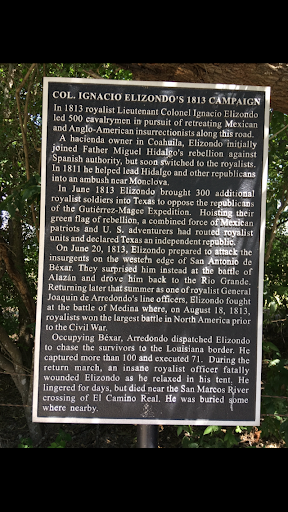 COL. IGNACIO ELIZONDO'S 1813 CAMPAIGN
In 1813 royalist Lieutenant Colonel Ignacio Elizondo
led 500 cavalrymen in pursuit of retreating Mexican
and Anglo-American insurrectionists along this road.
A hacienda owner in Coahuila, Elizondo initially
joined Father Miguel Hidalgo's rebellion against
Spanish authority, but soon switched to the royalists.
In 1811 he helped lead Hidalgo and other republicans
into an ambush near Monclova.
In June 1813 Elizondo brought 300 additional
royalist soldiers into Texas to oppose the republicans
of the Gutiérrez-Magee Expedition. Hoisting their
green flag of rebellion, a combined force of Mexican
patriots and U. S. adventurers had routed royalist
units and declared Texas an independent republic.
On June 20, 1813, Elizondo prepared to attack the
insurgents on the western edge of San Antonio de
Béxar. They surprised him instead at the battle of
Alazán and drove him back to the Rio Grande.
Returning later that summer as one of royalist General
Joaquin de Arredondo's line officers, Elizondo fought
at the battle of Medina where, on August 18, 1813,
royalists won the largest battle in North America prior
to the Civil War.
Occupying Béxar, Arredondo dispatched Elizondo
to chase the survivors to the Louisiana border. He
captured more than 100 and executed 71. During the
return march, an insane royalist officer fatally
wounded Elizondo as he relaxed in his tent. He
lingered for days, but died near the San Marcos River
crossing of El Camino Real. He was buried some
where nearby.